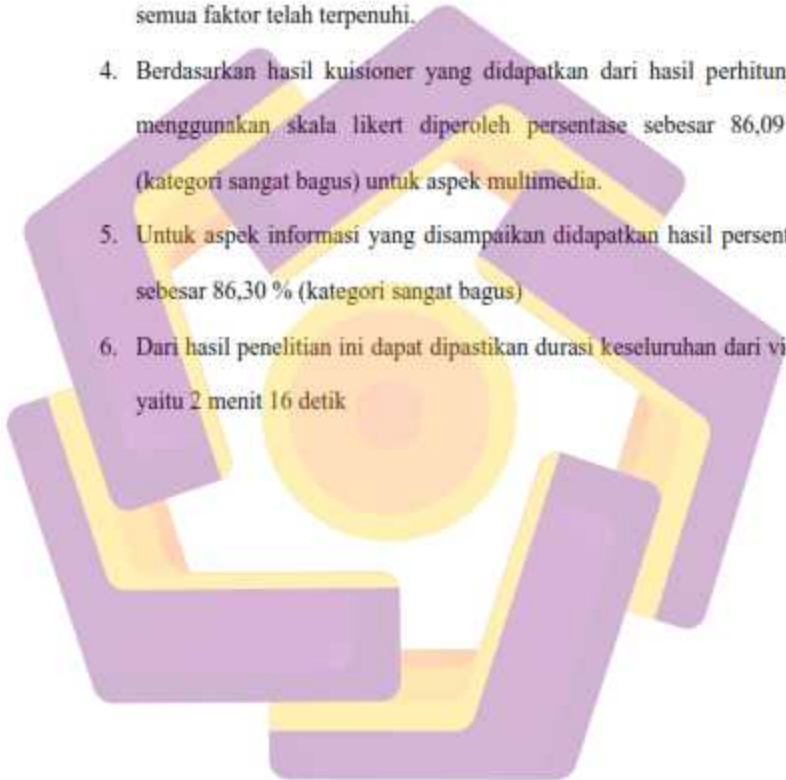 semua faktor telah terpenuhi.
4. Berdasarkan hasil kuisioner yang didapatkan dari hasil perhitun
menggunakan skala likert diperoleh persentase sebesar 86,09
(kategori sangat bagus) untuk aspek multimedia.
5. Untuk aspek informasi yang disampaikan didapatkan hasil persent
sebesar 86,30 % (kategori sangat bagus)
6. Dari hasil penelitian ini dapat dipastikan durasi keseluruhan dari vi
yaitu 2 menit 16 detik